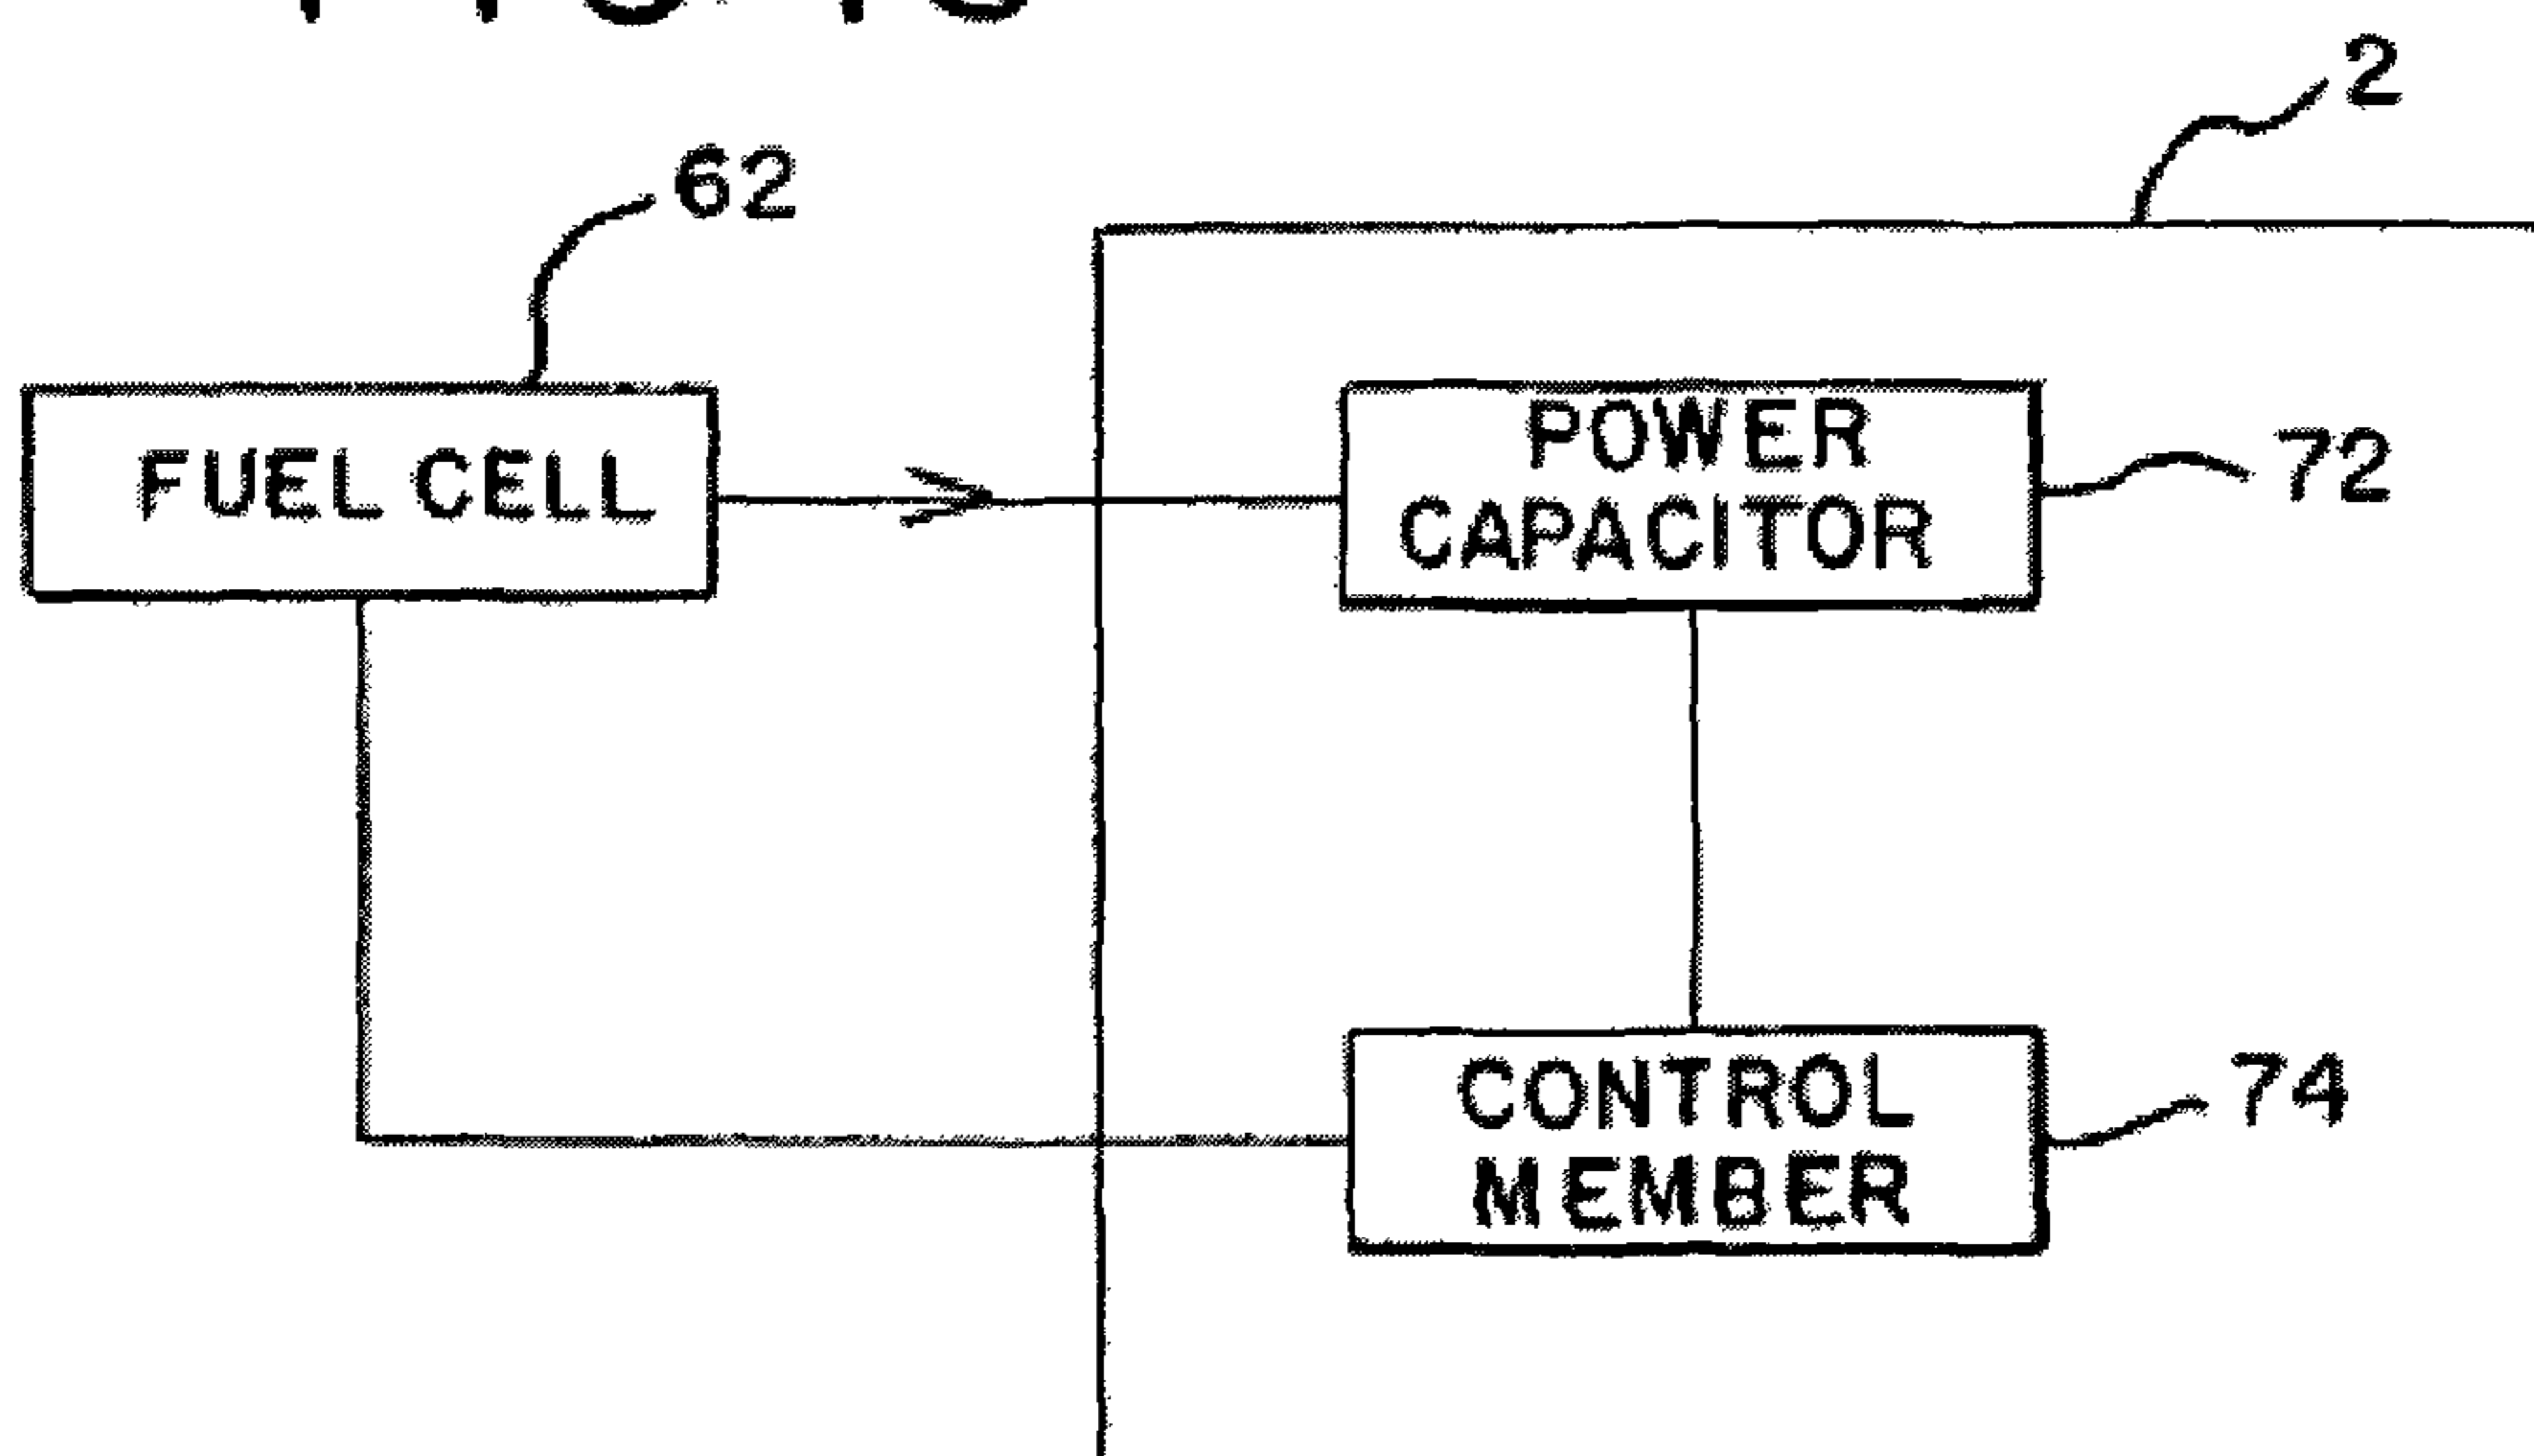 2
62
FUEL CELL
POWER
CAPACITOR
72
CONTROL
MEMBER
74